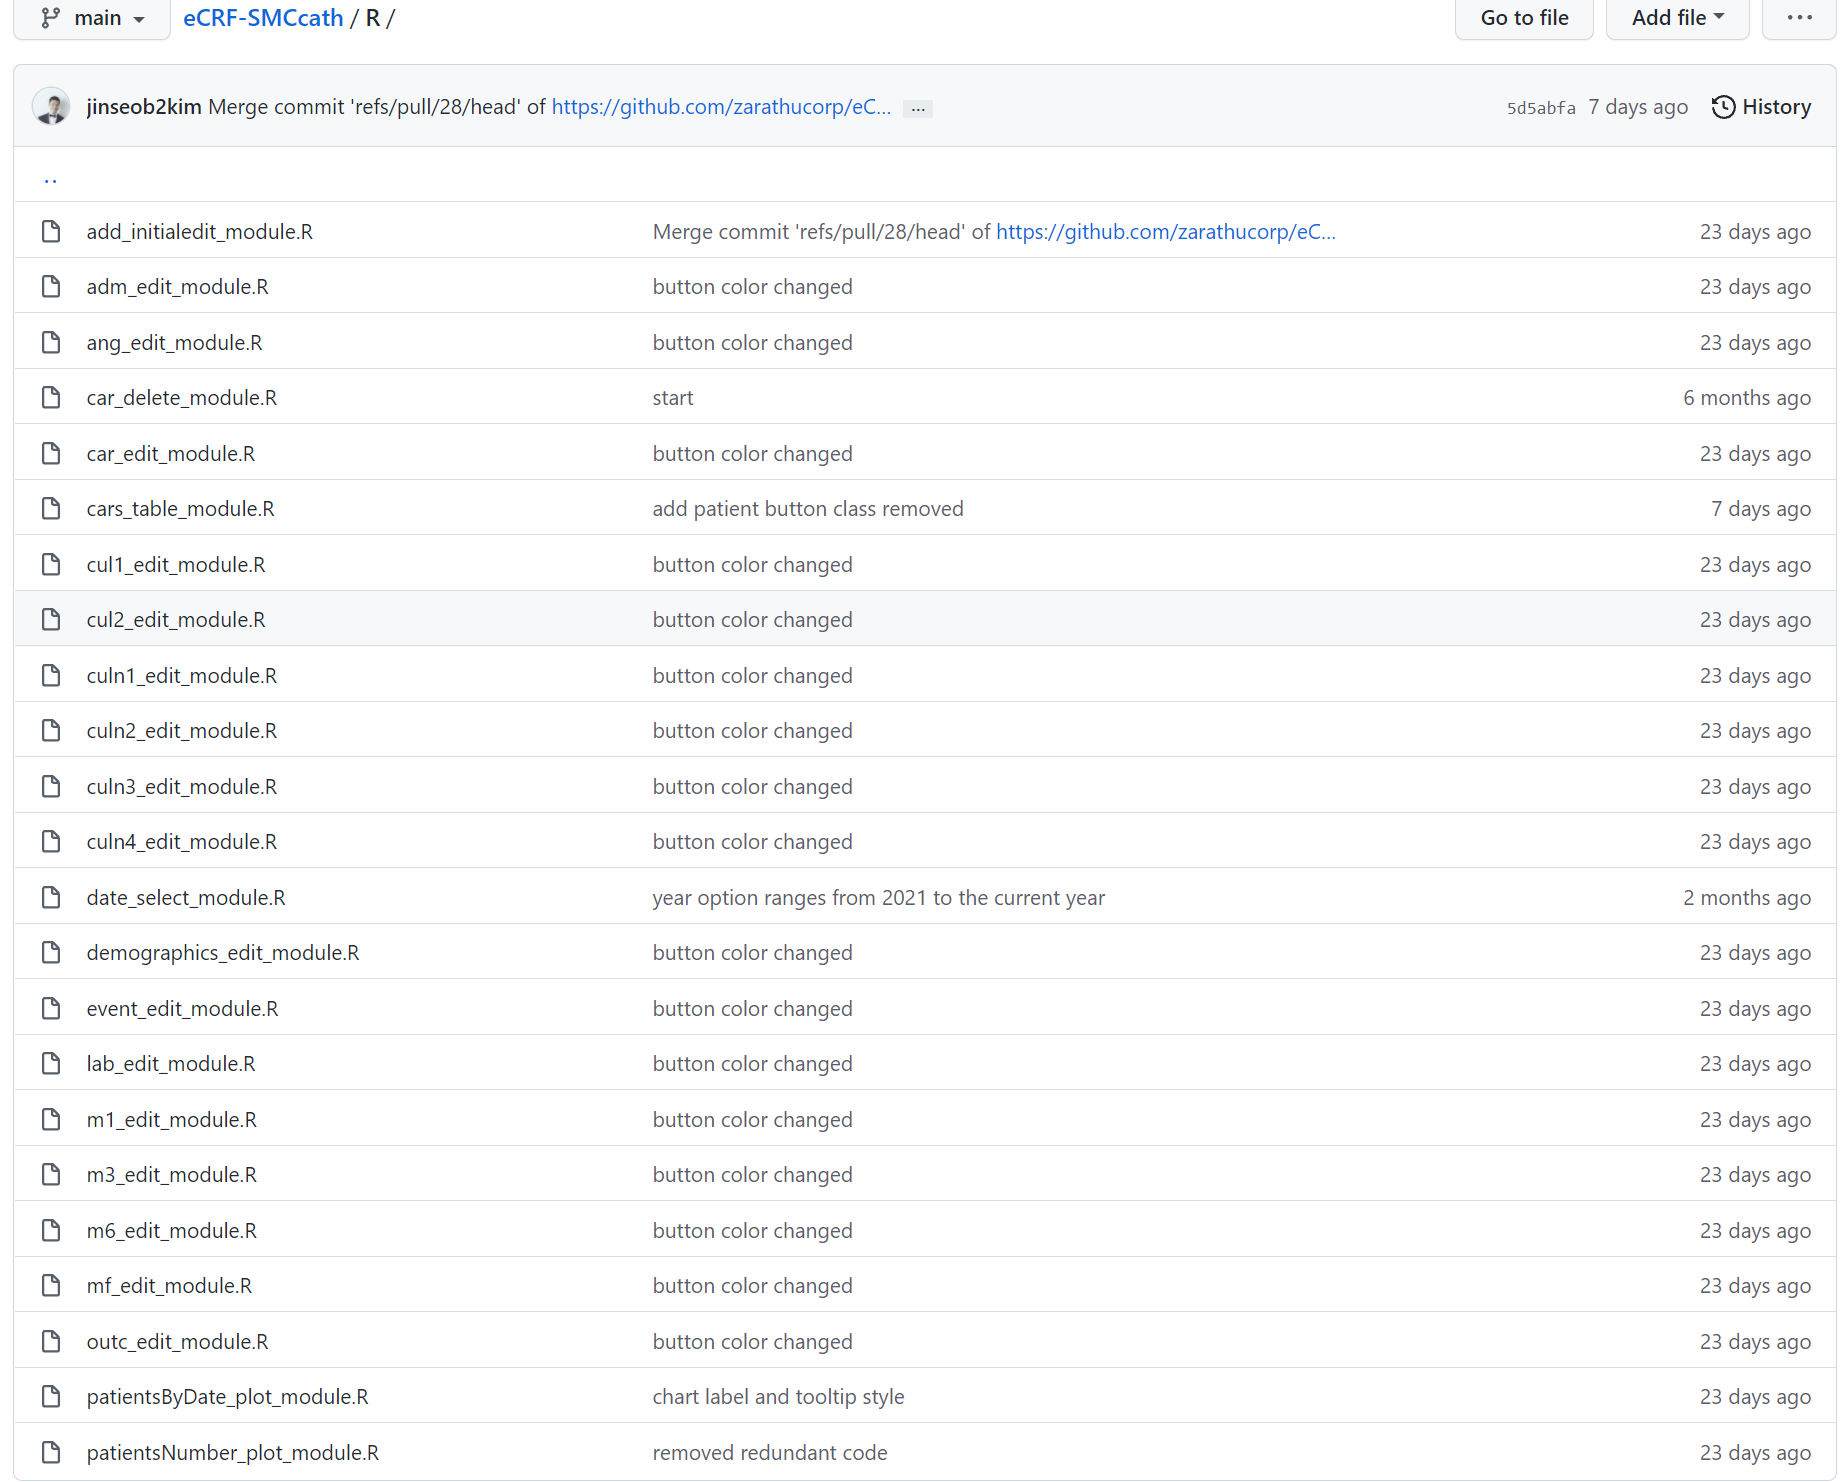 main eCRF-SMCcath / R / Go to file Add file ...
jinseob2kim Merge commit 'refs/pull/28/head' of https://github.com/zarathucorp/eC... ... 5d5abfa 7 days ago History
..
add_initialedit_module.R Merge commit 'refs/pull/28/head' of https://github.com/zarathucorp/eC... 23 days ago
adm_edit_module.R button color changed 23 days ago
ang_edit_module.R button color changed 23 days ago
car_delete_module.R start 6 months ago
car_edit_module.R button color changed 23 days ago
cars_table_module.R add patient button class removed 7 days ago
cul1_edit_module.R button color changed 23 days ago
cul2_edit_module.R button color changed 23 days ago
culn1_edit_module.R button color changed 23 days ago
culn2_edit_module.R button color changed 23 days ago
culn3_edit_module.R button color changed 23 days ago
culn4_edit_module.R button color changed 23 days ago
date_select_module.R year option ranges from 2021 to the current year 2 months ago
demographics_edit_module.R button color changed 23 days ago
event_edit_module.R button color changed 23 days ago
lab_edit_module.R button color changed 23 days ago
m1_edit_module.R button color changed 23 days ago
m3_edit_module.R button color changed 23 days ago
m6_edit_module.R button color changed 23 days ago
mf_edit_module.R button color changed 23 days ago
outc_edit_module.R button color changed 23 days ago
patientsByDate_plot_module.R chart label and tooltip style 23 days ago
patientsNumber_plot_module.R removed redundant code 23 days ago